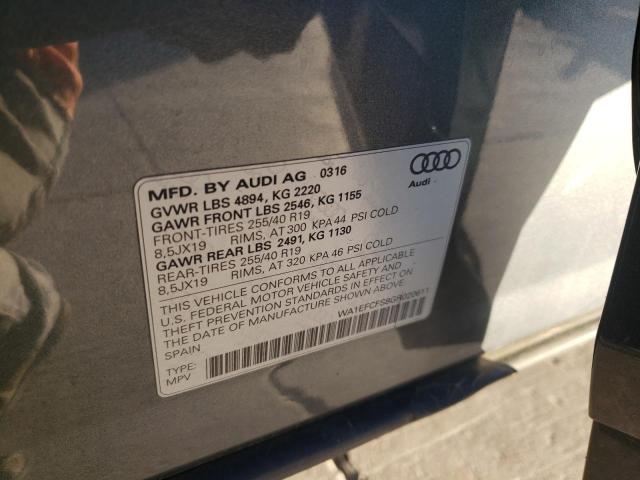 MFD. BY AUDI AG 0316
GVWR LBS 4894, KG 2220
GAWR FRONT LBS 2546, KG 1155
FRONT-TIRES 255/40 R19
8,5JX19 RIMS, AT 300 KPA 44 PSI COLD
GAWR REAR LBS 2491, KG 1130
REAR-TIRES 255/40 R19
8,5JX19 RIMS, AT 320 KPA 46 PSI COLD
THIS VEHICLE CONFORMS TO ALL APPLICABLE
U.S. FEDERAL MOTOR VEHICLE SAFETY AND
THEFT PREVENTION STANDARDS IN EFFECT ON
THE DATE OF MANUFACTURE SHOWN ABOVE
SPAIN
WA1EFCFS8GR020611
TYPE:
MPV
Audi